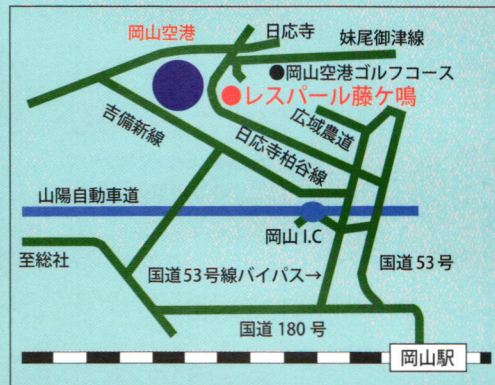 岡山空港
日応寺
妹尾御津線
●岡山空港ゴルフコース
●レスパール藤ケ鳴
広域農道
吉備新線
日応寺柏谷線
山陽自動車道
岡山 I.C
至総社
国道53号線バイパス→
国道 53 号
国道 180 号
岡山駅